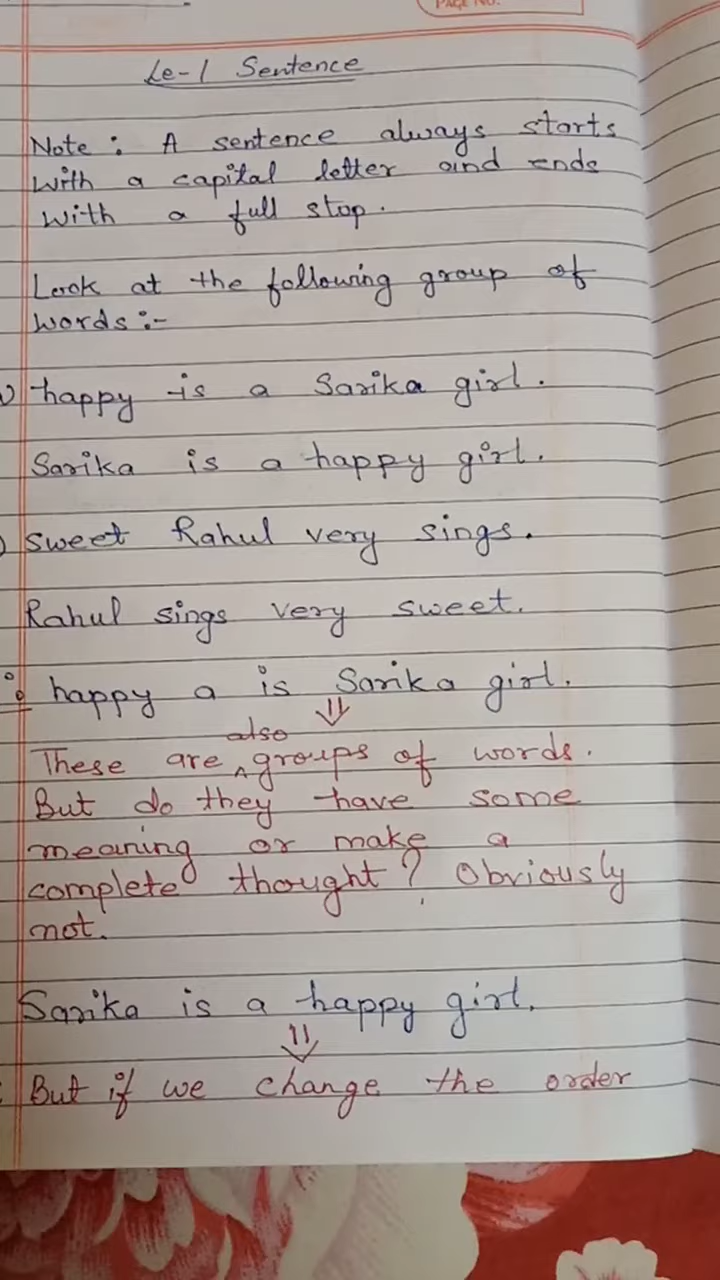 PAGE NO.
Le-1 Sentence
Note: A sentence always starts
with a capital letter and ends
with a full stop.
Look at the following group of
words:-
happy is a Sarika girl.
Sarika is a happy girl.
sweet Rahul very sings.
Rahul sings very sweet.
happy a is Sarika girl.
⇓
also
These are ^ groups of words.
But do they have some
meaning or make a
complete thought? Obviously
not.
Sarika is a happy girl.
⇓
But if we change the order